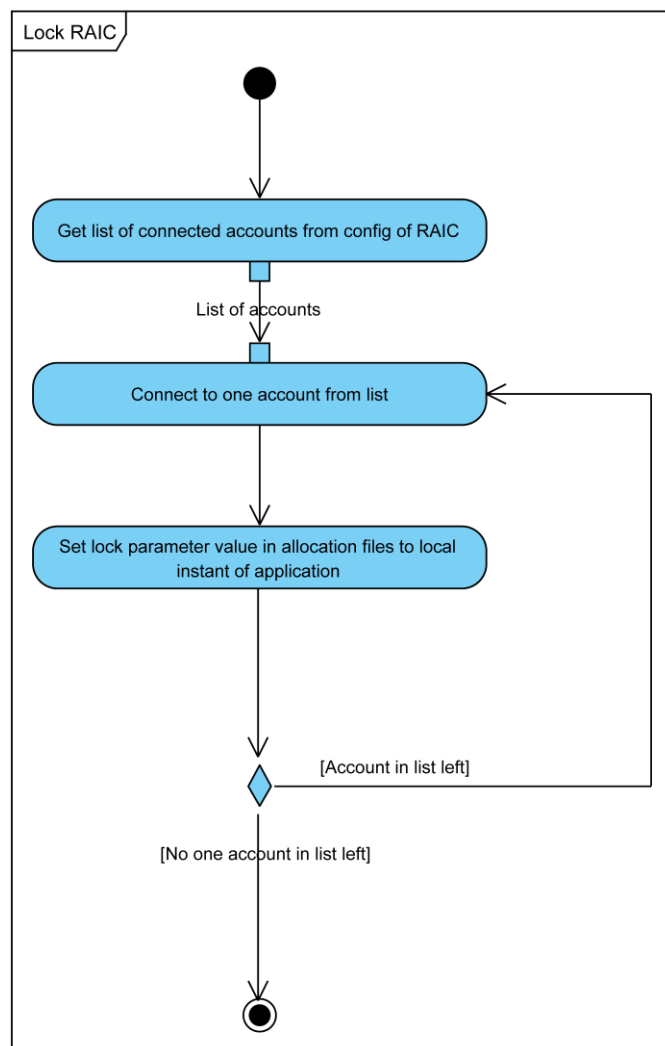 Lock RAIC
Get list of connected accounts from config of RAIC
List of accounts
Connect to one account from list
Set lock parameter value in allocation files to local
instant of application
[Account in list left]
[No one account in list left]